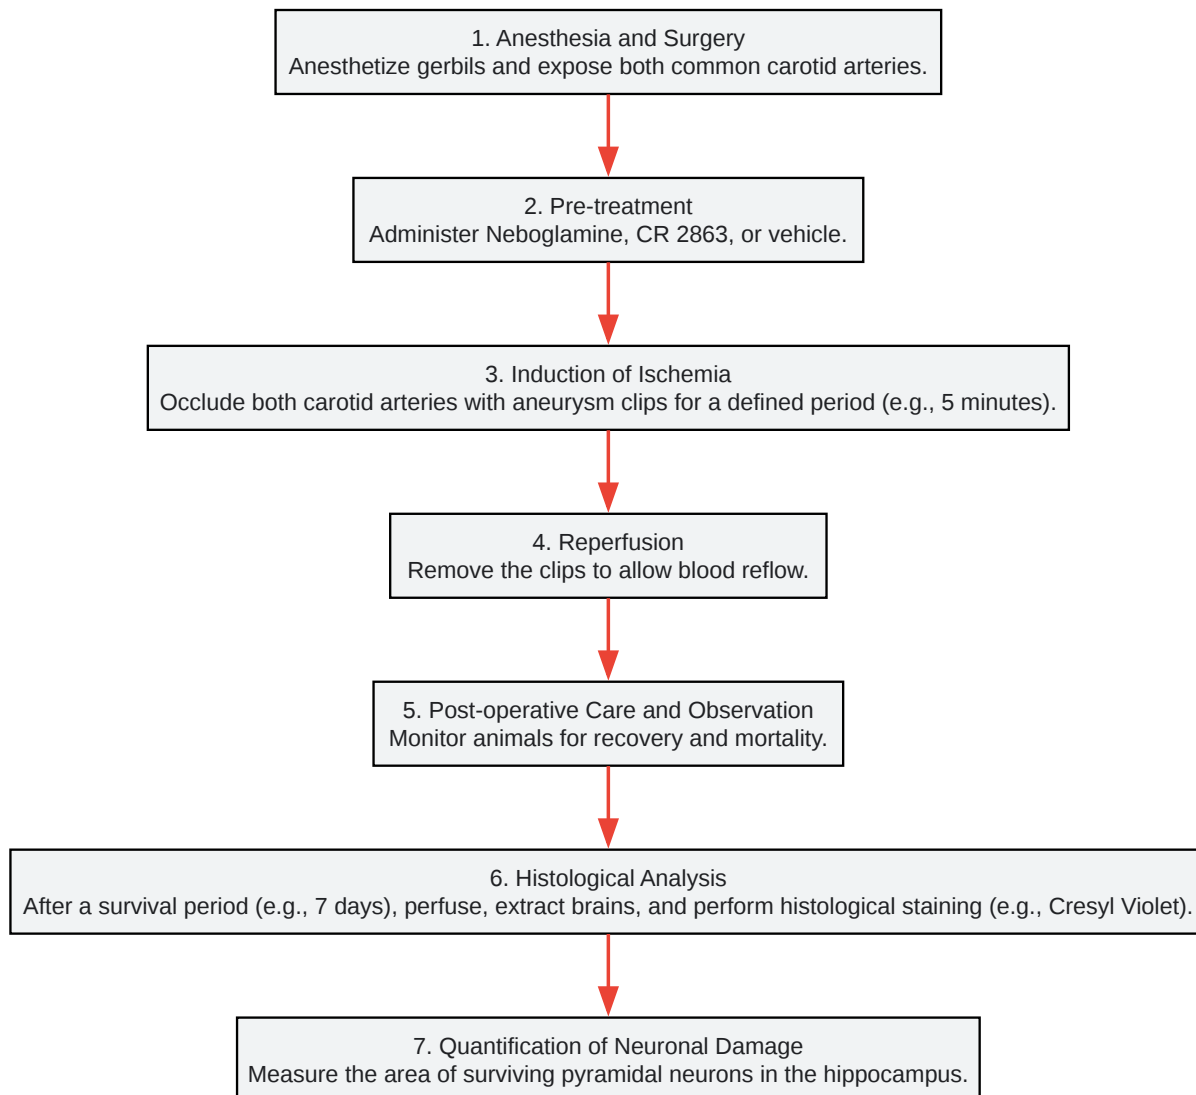 1. Anesthesia and Surgery
Anesthetize gerbils and expose both common carotid arteries.
2. Pre-treatment
Administer Neboglamine, CR 2863, or vehicle.
3. Induction of Ischemia
Occlude both carotid arteries with aneurysm clips for a defined period (e.g., 5 minutes).
4. Reperfusion
Remove the clips to allow blood reflow.
5. Post-operative Care and Observation
Monitor animals for recovery and mortality.
6. Histological Analysis
After a survival period (e.g., 7 days), perfuse, extract brains, and perform histological staining (e.g., Cresyl Violet).
7. Quantification of Neuronal Damage
Measure the area of surviving pyramidal neurons in the hippocampus.